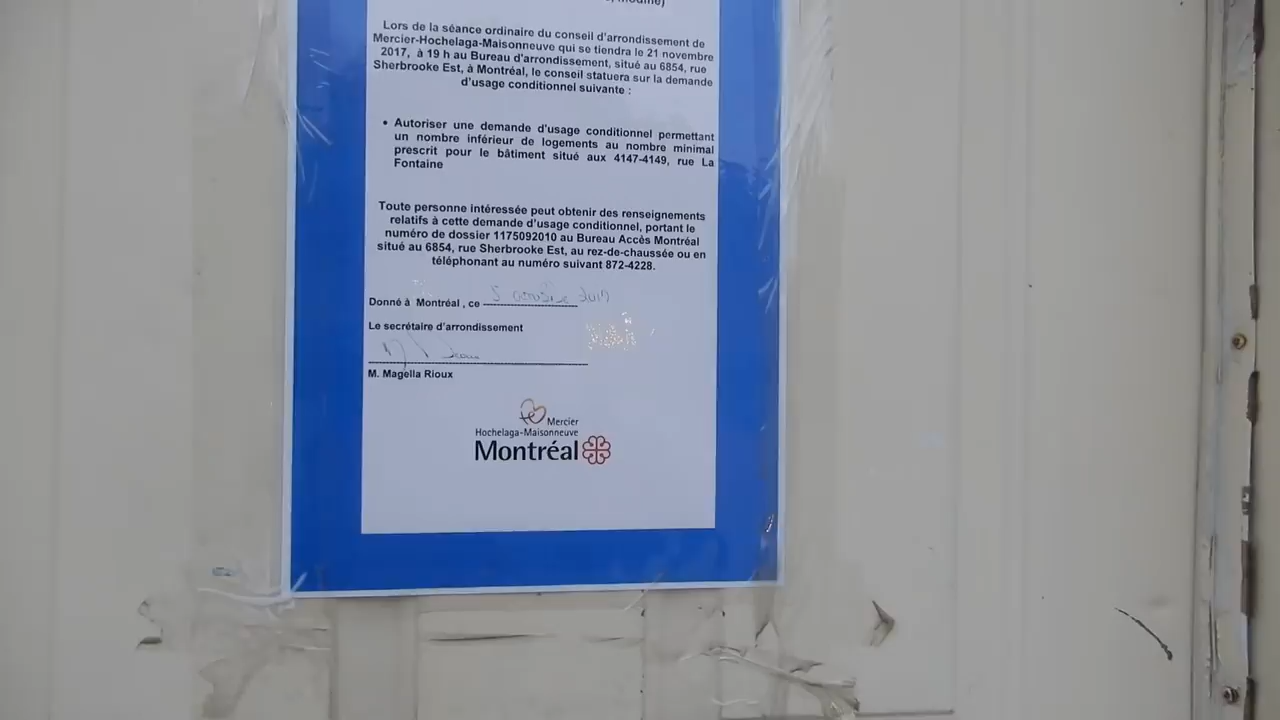 Lors de la séance ordinaire du conseil d'arrondissement de
Mercier-Hochelaga-Maisonneuve qui se tiendra le 21 novembre
2017, à 19 h au Bureau d'arrondissement, situé au 6854, rue
Sherbrooke Est, à Montréal, le conseil statuera sur la demande
d'usage conditionnel suivante :
• Autoriser une demande d'usage conditionnel permettant
un nombre inférieur de logements au nombre minimal
prescrit pour le bâtiment situé aux 4147-4149, rue La
Fontaine
Toute personne intéressée peut obtenir des renseignements
relatifs à cette demande d'usage conditionnel, portant le
numéro de dossier 1175092010 au Bureau Accès Montréal
situé au 6854, rue Sherbrooke Est, au rez-de-chaussée ou en
téléphonant au numéro suivant 872-4228.
Donné à Montréal , ce 2017
Le secrétaire d'arrondissement
M. Magella Rioux
Mercier
Hochelaga-Maisonneuve
Montréal